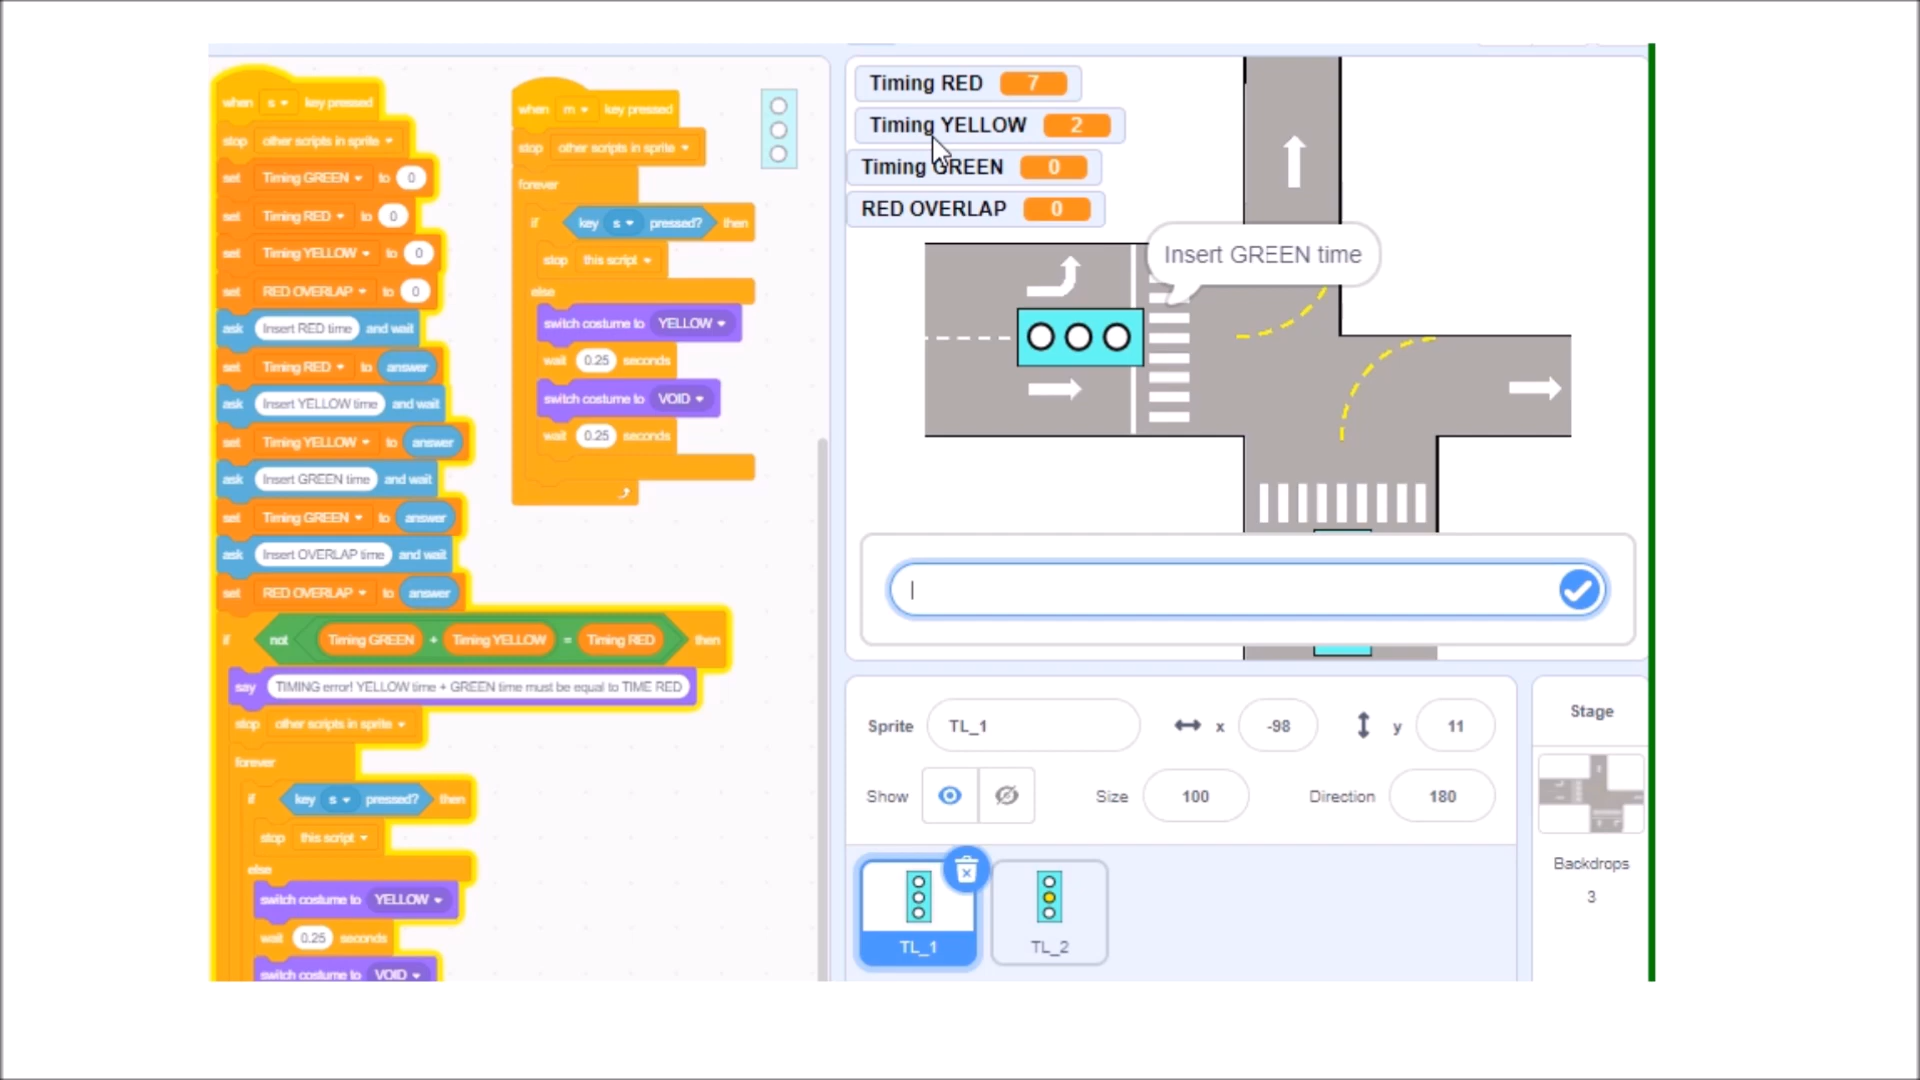 when s key pressed
stop other scripts in sprite
set Timing GREEN to 0
set Timing RED to 0
set Timing YELLOW to 0
set RED OVERLAP to 0
ask Insert RED time and wait
set Timing RED to answer
ask Insert YELLOW time and wait
set Timing YELLOW to answer
ask Insert GREEN time and wait
set Timing GREEN to answer
ask Insert OVERLAP time and wait
set RED OVERLAP to answer
if not Timing GREEN + Timing YELLOW = Timing RED then
say TIMING error! YELLOW time + GREEN time must be equal to TIME RED
stop other scripts in sprite
forever
if key s pressed? then
stop this script
else
switch costume to YELLOW
wait 0.25 seconds
switch costume to VOID
when m key pressed
stop other scripts in sprite
forever
if key s pressed? then
stop this script
else
switch costume to YELLOW
wait 0.25 seconds
switch costume to VOID
wait 0.25 seconds
Timing RED 7
Timing YELLOW 2
Timing GREEN 0
RED OVERLAP 0
Insert GREEN time
Sprite TL_1 x -98 y 11
Show Size 100 Direction 180
TL_1
TL_2
Stage
Backdrops
3